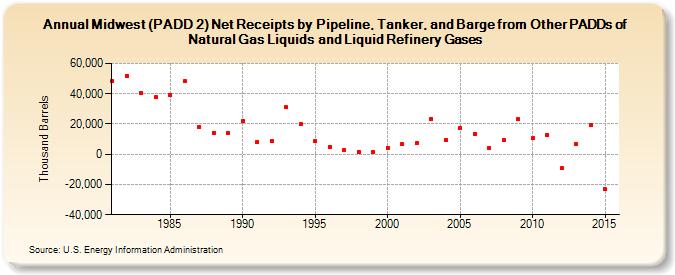 Annual Midwest (PADD 2) Net Receipts by Pipeline, Tanker, and Barge from Other PADDs of
Natural Gas Liquids and Liquid Refinery Gases
Thousand Barrels
60,000
40,000
20,000
0
-20,000
-40,000
1985 1990 1995 2000 2005 2010 2015
Source: U.S. Energy Information Administration